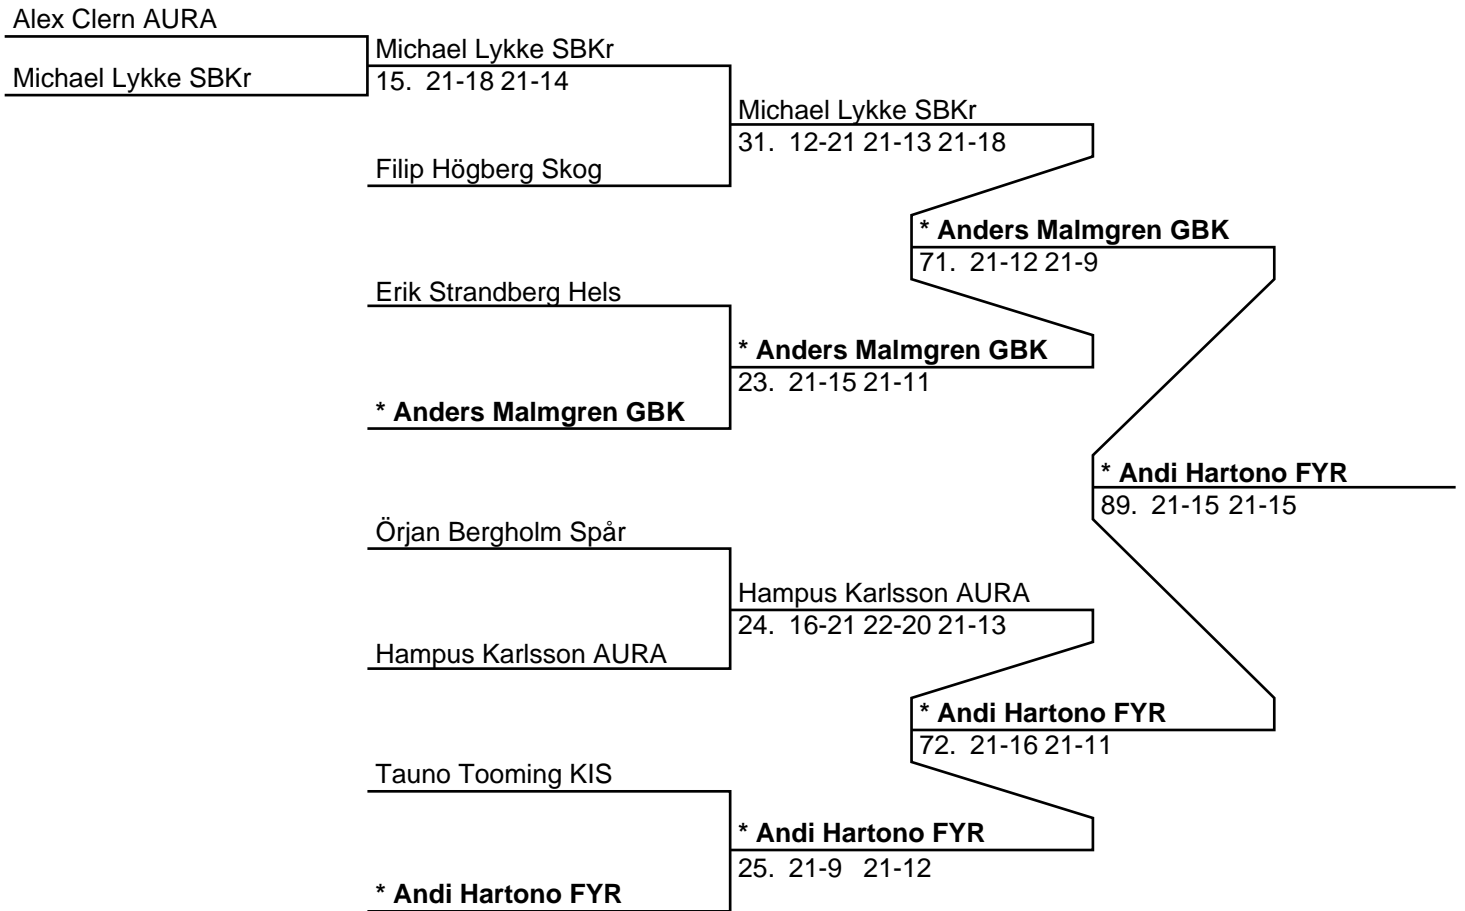 Alex Clern AURA
Michael Lykke SBKr
Michael Lykke SBKr
15. 21-18 21-14
Michael Lykke SBKr
31. 12-21 21-13 21-18
Filip Högberg Skog
* Anders Malmgren GBK
71. 21-12 21-9
Erik Strandberg Hels
* Anders Malmgren GBK
23. 21-15 21-11
* Anders Malmgren GBK
* Andi Hartono FYR
89. 21-15 21-15
Örjan Bergholm Spår
Hampus Karlsson AURA
24. 16-21 22-20 21-13
Hampus Karlsson AURA
* Andi Hartono FYR
72. 21-16 21-11
Tauno Tooming KIS
* Andi Hartono FYR
25. 21-9 21-12
* Andi Hartono FYR